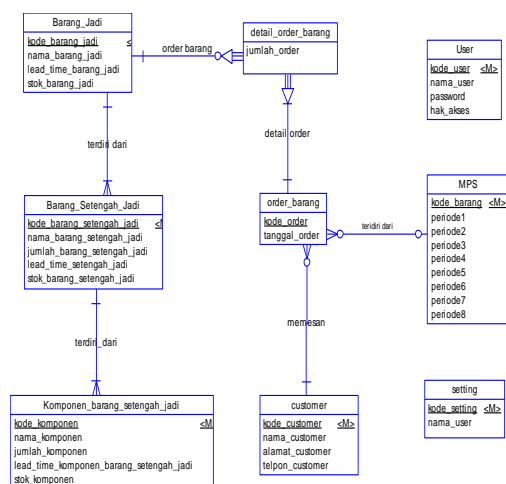 Barang_Jadi
kode_barang_jadi <
nama_barang_jadi
lead_time_barang_jadi
stok_barang_jadi
order barang
detail_order_barang
jumlah_order
User
kode_user <M>
nama_user
password
hak_akses
terdiri dari
detail order
Barang_Setengah_Jadi
kode_barang_setengah_jadi <M
nama_barang_setengah_jadi
jumlah_barang_setengah_jadi
lead_time_setengah_jadi
stok_barang_setengah_jadi
order_barang
kode_order
tanggal_order
teridiri dari
MPS
kode_barang <M>
periode1
periode2
periode3
periode4
periode5
periode6
periode7
periode8
terdiri_dari
memesan
Komponen_barang_setengah_jadi
kode_komponen <M
nama_komponen
jumlah_komponen
lead_time_komponen_barang_setengah_jadi
stok_komponen
customer
kode_customer <M>
nama_customer
alamat_customer
telpon_customer
setting
kode_setting <M>
nama_user